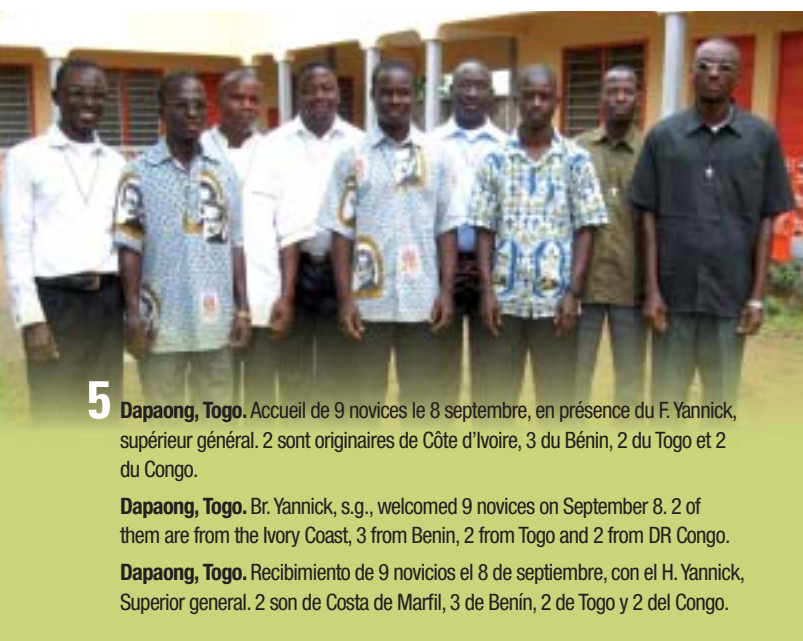 5 Dapaong, Togo. Accueil de 9 novices le 8 septembre, en présence du F. Yannick,
supérieur général. 2 sont originaires de Côte d'Ivoire, 3 du Bénin, 2 du Togo et 2
du Congo.
Dapaong, Togo. Br. Yannick, s.g., welcomed 9 novices on September 8. 2 of
them are from the Ivory Coast, 3 from Benin, 2 from Togo and 2 from DR Congo.
Dapaong, Togo. Recibimiento de 9 novicios el 8 de septiembre, con el H. Yannick,
Superior general. 2 son de Costa de Marfil, 3 de Benín, 2 de Togo y 2 del Congo.